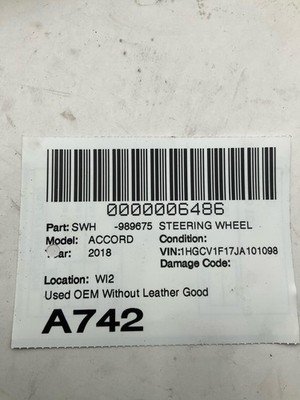 0000006486
Part: SWH -989675 STEERING WHEEL
Model: ACCORD Condition:
Year: 2018 VIN:1HGCV1F17JA101098
Damage Code:
Location: WI2
Used OEM Without Leather Good
A742